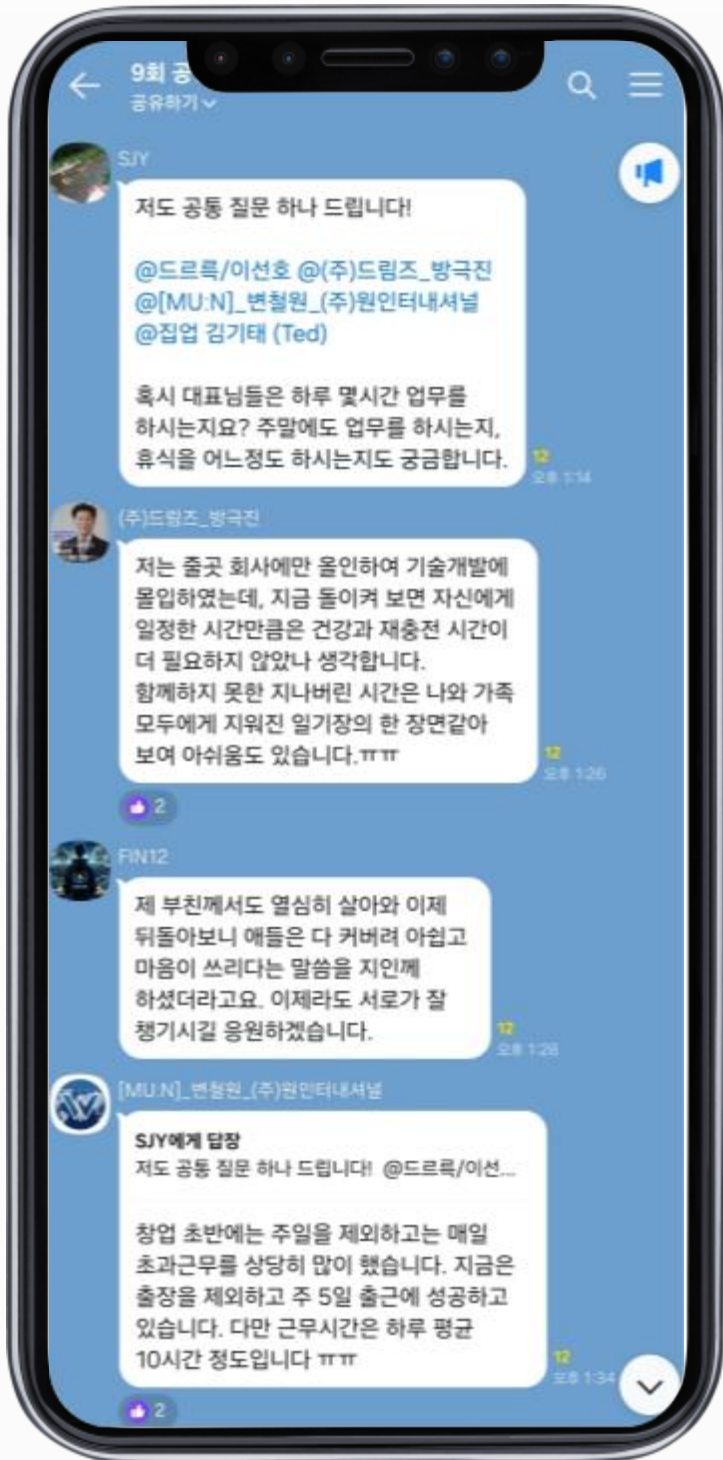 9회 공
공유하기
SJY
저도 공통 질문 하나 드립니다!
@드르륵/이선호 @(주)드림즈_방극진
@[MU:N]_변철원_(주)원인터내셔널
@집업 김기태 (Ted)
혹시 대표님들은 하루 몇시간 업무를
하시는지요? 주말에도 업무를 하시는지,
휴식을 어느정도 하시는지도 궁금합니다.
12
오후 1:14
(주)드림즈_방극진
저는 줄곳 회사에만 올인하여 기술개발에
몰입하였는데, 지금 돌이켜 보면 자신에게
일정한 시간만큼은 건강과 재충전 시간이
더 필요하지 않았나 생각합니다.
함께하지 못한 지나버린 시간은 나와 가족
모두에게 지워진 일기장의 한 장면같아
보여 아쉬움도 있습니다.ㅠㅠ
12
오후 1:26
2
FIN12
제 부친께서도 열심히 살아와 이제
뒤돌아보니 애들은 다 커버려 아쉽고
마음이 쓰리다는 말씀을 지인께
하셨더라고요. 이제라도 서로가 잘
챙기시길 응원하겠습니다.
12
오후 1:28
[MU:N]_변철원_(주)원인터내셔널
SJY에게 답장
저도 공통 질문 하나 드립니다! @드르륵/이선...
창업 초반에는 주일을 제외하고는 매일
초과근무를 상당히 많이 했습니다. 지금은
출장을 제외하고 주 5일 출근에 성공하고
있습니다. 다만 근무시간은 하루 평균
10시간 정도입니다 ㅠㅠ
12
오후 1:34
2